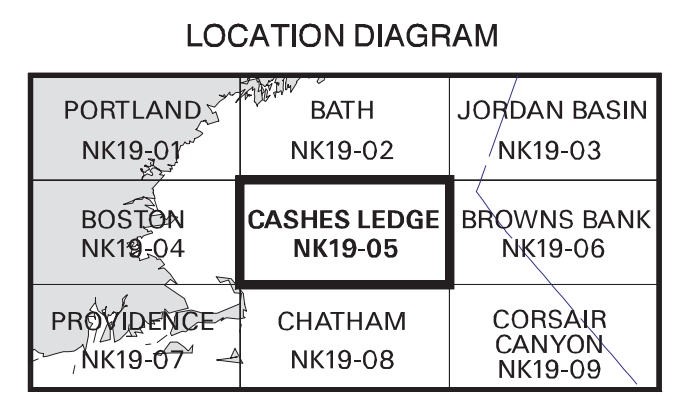 LOCATION DIAGRAM
PORTLAND
NK19-01
BATH
NK19-02
JORDAN BASIN
NK19-03
BOSTON
NK19-04
CASHES LEDGE
NK19-05
BROWNS BANK
NK19-06
PROVIDENCE
NK19-07
CHATHAM
NK19-08
CORSAIR
CANYON
NK19-09